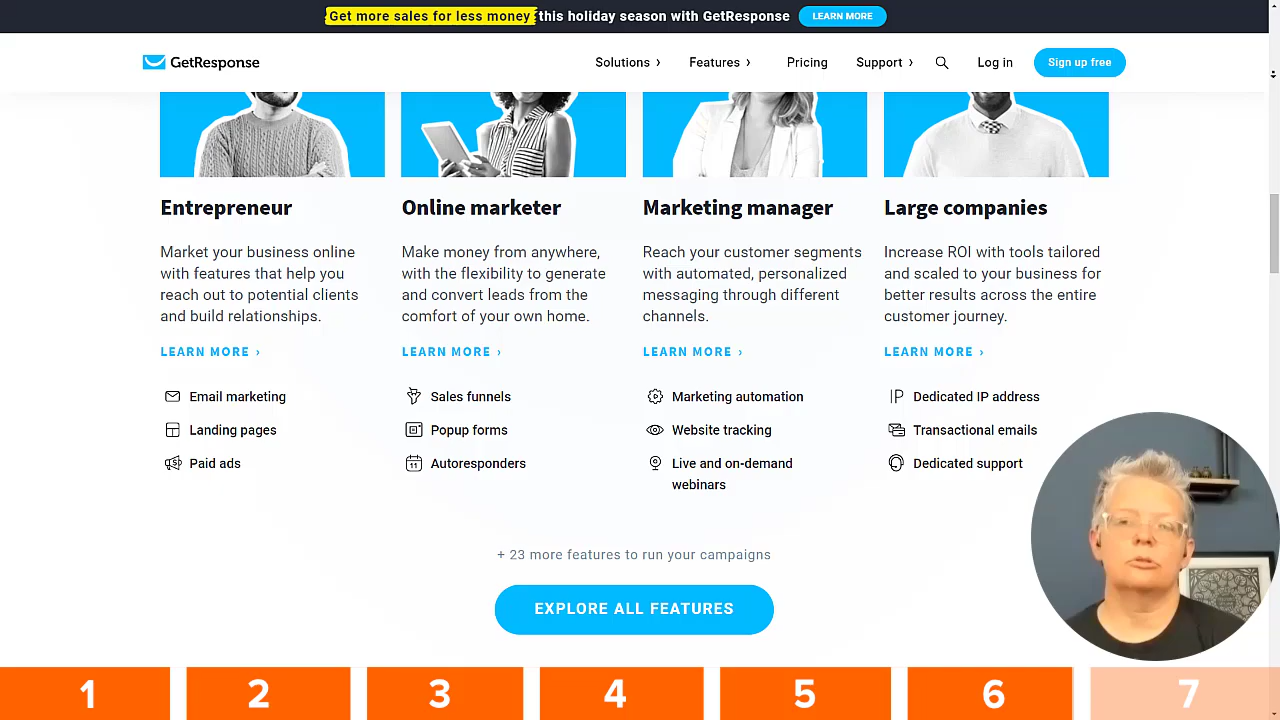 Get more sales for less money this holiday season with GetResponse LEARN MORE
GetResponse Solutions › Features › Pricing Support › Log in Sign up free
Entrepreneur
Market your business online
with features that help you
reach out to potential clients
and build relationships.
LEARN MORE ›
Email marketing
Landing pages
Paid ads
Online marketer
Make money from anywhere,
with the flexibility to generate
and convert leads from the
comfort of your own home.
LEARN MORE ›
Sales funnels
Popup forms
11
Autoresponders
Marketing manager
Reach your customer segments
with automated, personalized
messaging through different
channels.
LEARN MORE ›
Marketing automation
Website tracking
Live and on-demand
webinars
Large companies
Increase ROI with tools tailored
and scaled to your business for
better results across the entire
customer journey.
LEARN MORE ›
IP Dedicated IP address
Transactional emails
Dedicated support
+ 23 more features to run your campaigns
EXPLORE ALL FEATURES
1 2 3 4 5 6 7